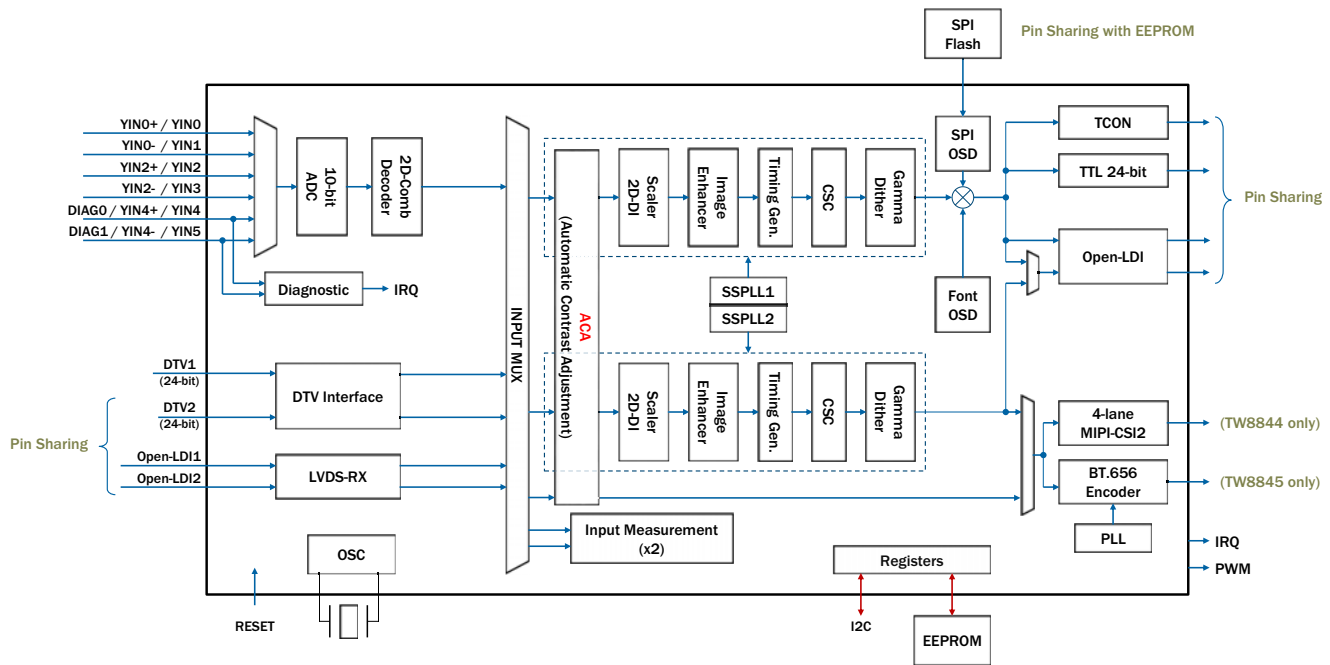 SPI
Flash
Pin Sharing with EEPROM
YIN0+ / YIN0
YIN0- / YIN1
YIN2+ / YIN2
YIN2- / YIN3
DIAG0 / YIN4+ / YIN4
DIAG1 / YIN4- / YIN5
10-bit
ADC
2D-Comb
Decoder
Diagnostic
IRQ
INPUT MUX
ACA
(Automatic Contrast Adjustment)
Scaler
2D-DI
Image
Enhancer
Timing Gen.
CSC
Gamma
Dither
SPI
OSD
Font
OSD
TCON
TTL 24-bit
Open-LDI
Pin Sharing
SSPLL1
SSPLL2
DTV1
(24-bit)
DTV2
(24-bit)
DTV Interface
Pin Sharing
Open-LDI1
Open-LDI2
LVDS-RX
Scaler
2D-DI
Image
Enhancer
Timing Gen.
CSC
Gamma
Dither
4-lane
MIPI-CSI2
(TW8844 only)
BT.656
Encoder
(TW8845 only)
PLL
Input Measurement
(x2)
OSC
Registers
IRQ
PWM
RESET
I2C
EEPROM